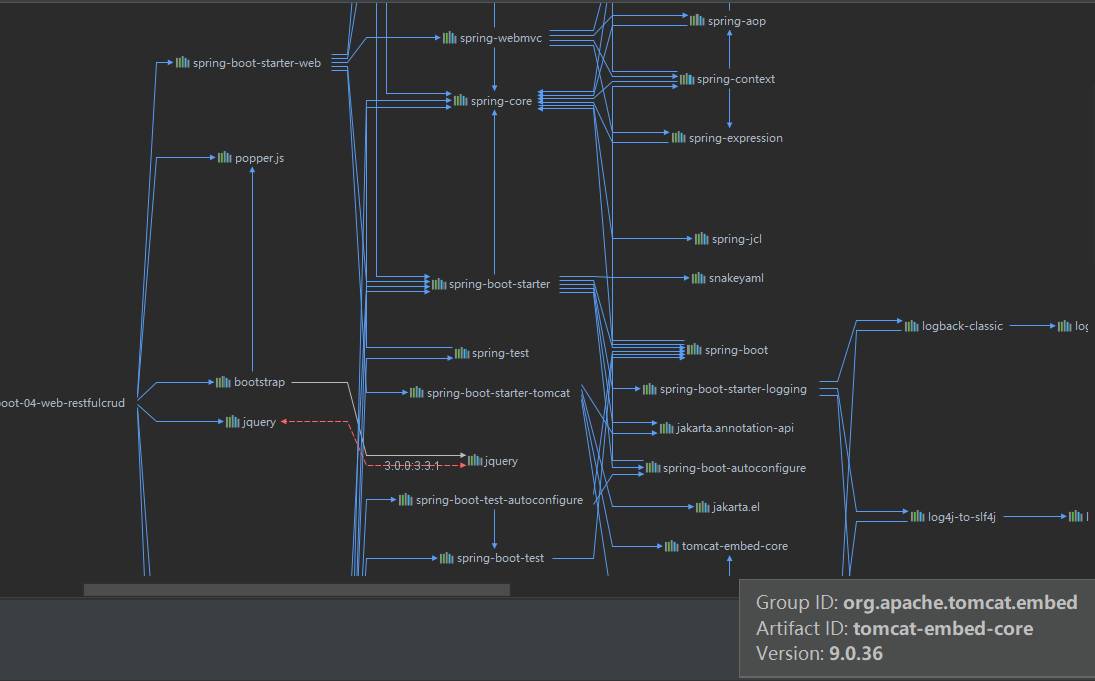 spring-aop
spring-webmvc
spring-boot-starter-web
spring-context
spring-core
spring-expression
popper.js
spring-jcl
snakeyaml
spring-boot-starter
logback-classic
spring-boot
spring-test
bootstrap
spring-boot-starter-logging
spring-boot-starter-tomcat
oot-04-web-restfulcrud
jquery
jakarta.annotation-api
jquery
3.0.0:3.3.1
spring-boot-autoconfigure
spring-boot-test-autoconfigure
jakarta.el
log4j-to-slf4j
tomcat-embed-core
spring-boot-test
Group ID: org.apache.tomcat.embed
Artifact ID: tomcat-embed-core
Version: 9.0.36